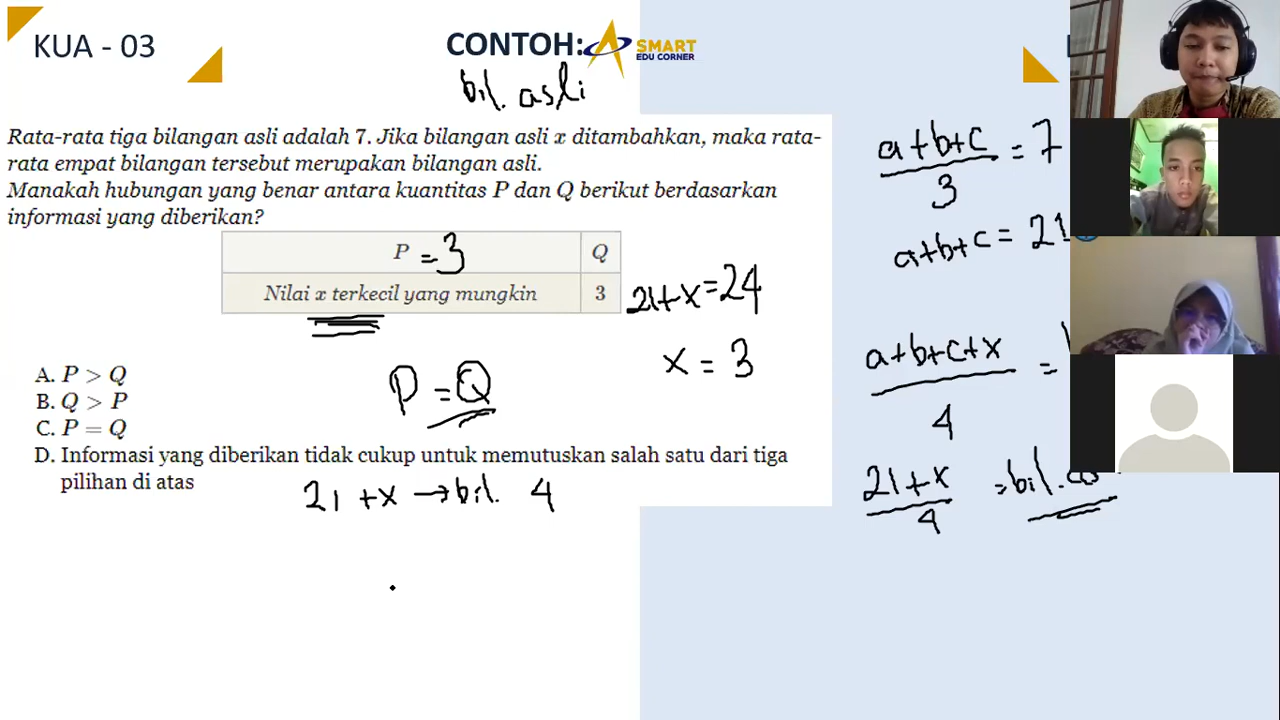 KUA - 03
CONTOH:
SMART
EDU CORNER
bil. asli
Rata-rata tiga bilangan asli adalah 7. Jika bilangan asli x ditambahkan, maka rata-
rata empat bilangan tersebut merupakan bilangan asli.
Manakah hubungan yang benar antara kuantitas P dan Q berikut berdasarkan
informasi yang diberikan?
P = 3 Q
Nilai x terkecil yang mungkin 3
A. P > Q
B. Q > P
C. P = Q
D. Informasi yang diberikan tidak cukup untuk memutuskan salah satu dari tiga
pilihan di atas
P = Q
21 + x → bil. 4
21+x = 24
x = 3
a+b+c = 7
3
a+b+c = 21
a+b+c+x =
4
21+x = bil. as
4